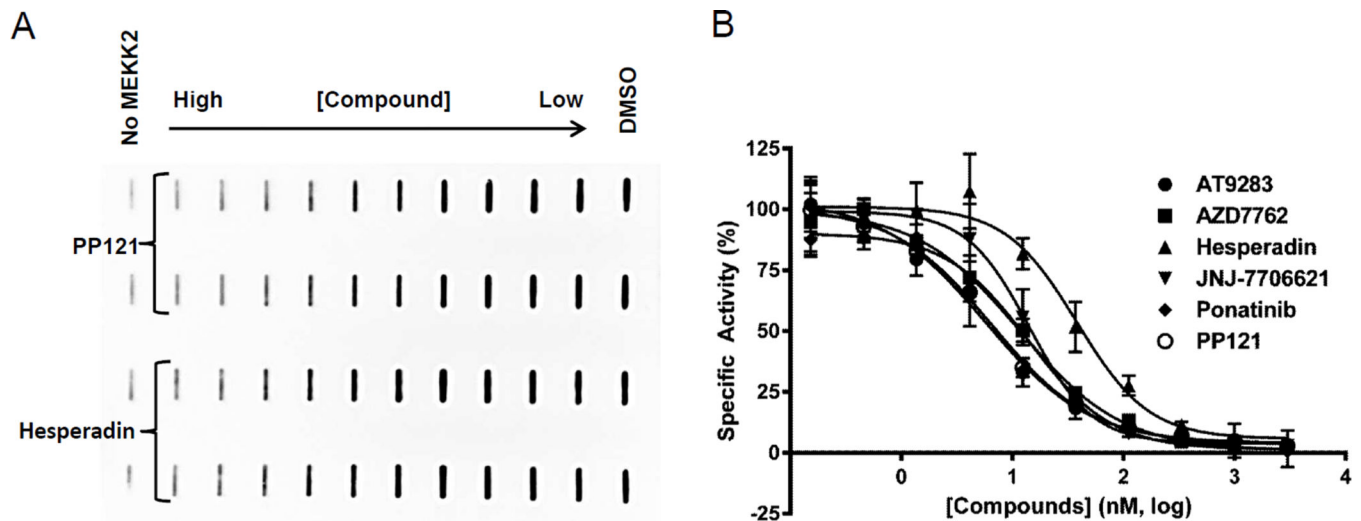 A
No MEKK2
High [Compound] Low
DMSO
PP121
Hesperadin
B
Specific Activity (%)
125
100
75
50
25
0
-25
0 1 2 3 4
[Compounds] (nM, log)
AT9283
AZD7762
Hesperadin
JNJ-7706621
Ponatinib
PP121